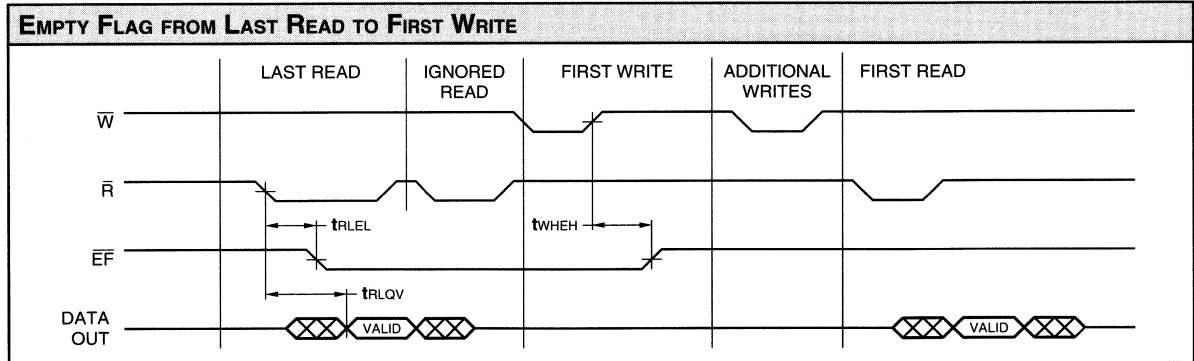 EMPTY FLAG FROM LAST READ TO FIRST WRITE
LAST READ
IGNORED
READ
FIRST WRITE
ADDITIONAL
WRITES
FIRST READ
W
R
tRLEL
tWHEH
EF
tRLQV
DATA
OUT
VALID
VALID